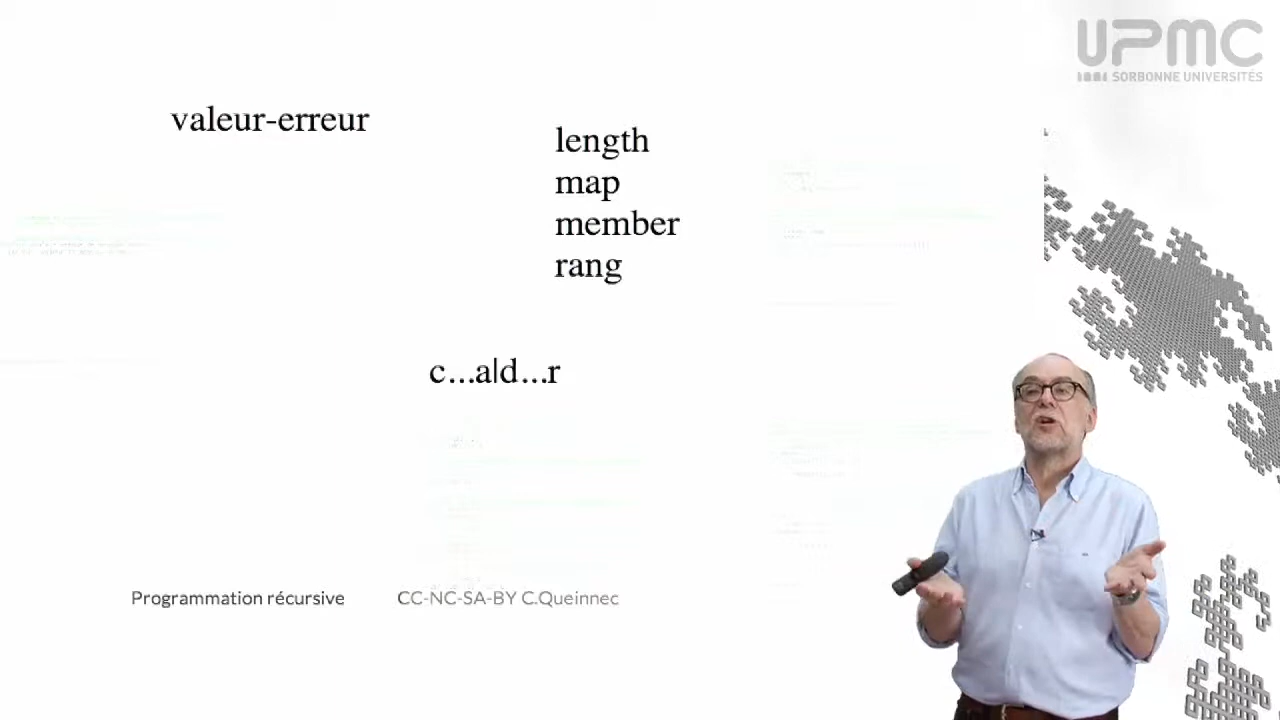 UPMC
SORBONNE UNIVERSITÉS
valeur-erreur
length
map
member
rang
c...a|d...r
Programmation récursive
CC-NC-SA-BY C.Queinnec